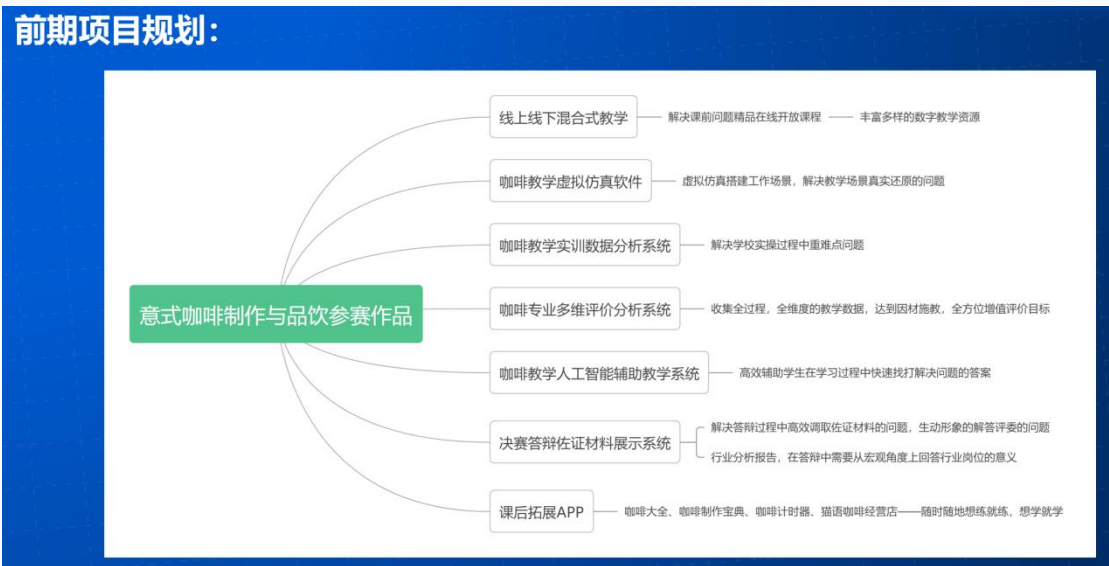 前期项目规划：
线上线下混合式教学
解决课前问题精品在线开放课程
丰富多样的数字教学资源
咖啡教学虚拟仿真软件
虚拟仿真搭建工作场景，解决教学场景真实还原的问题
咖啡教学实训数据分析系统
解决学校实操过程中重难点问题
意式咖啡制作与品饮参赛作品
咖啡专业多维评价分析系统
收集全过程，全维度的教学数据，达到因材施教，全方位增值评价目标
咖啡教学人工智能辅助教学系统
高效辅助学生在学习过程中快速找打解决问题的答案
决赛答辩佐证材料展示系统
解决答辩过程中高效调取佐证材料的问题，生动形象的解答评委的问题
行业分析报告，在答辩中需要从宏观角度上回答行业岗位的意义
课后拓展APP
咖啡大全、咖啡制作宝典、咖啡计时器、猫语咖啡经营店——随时随地想练就练，想学就学